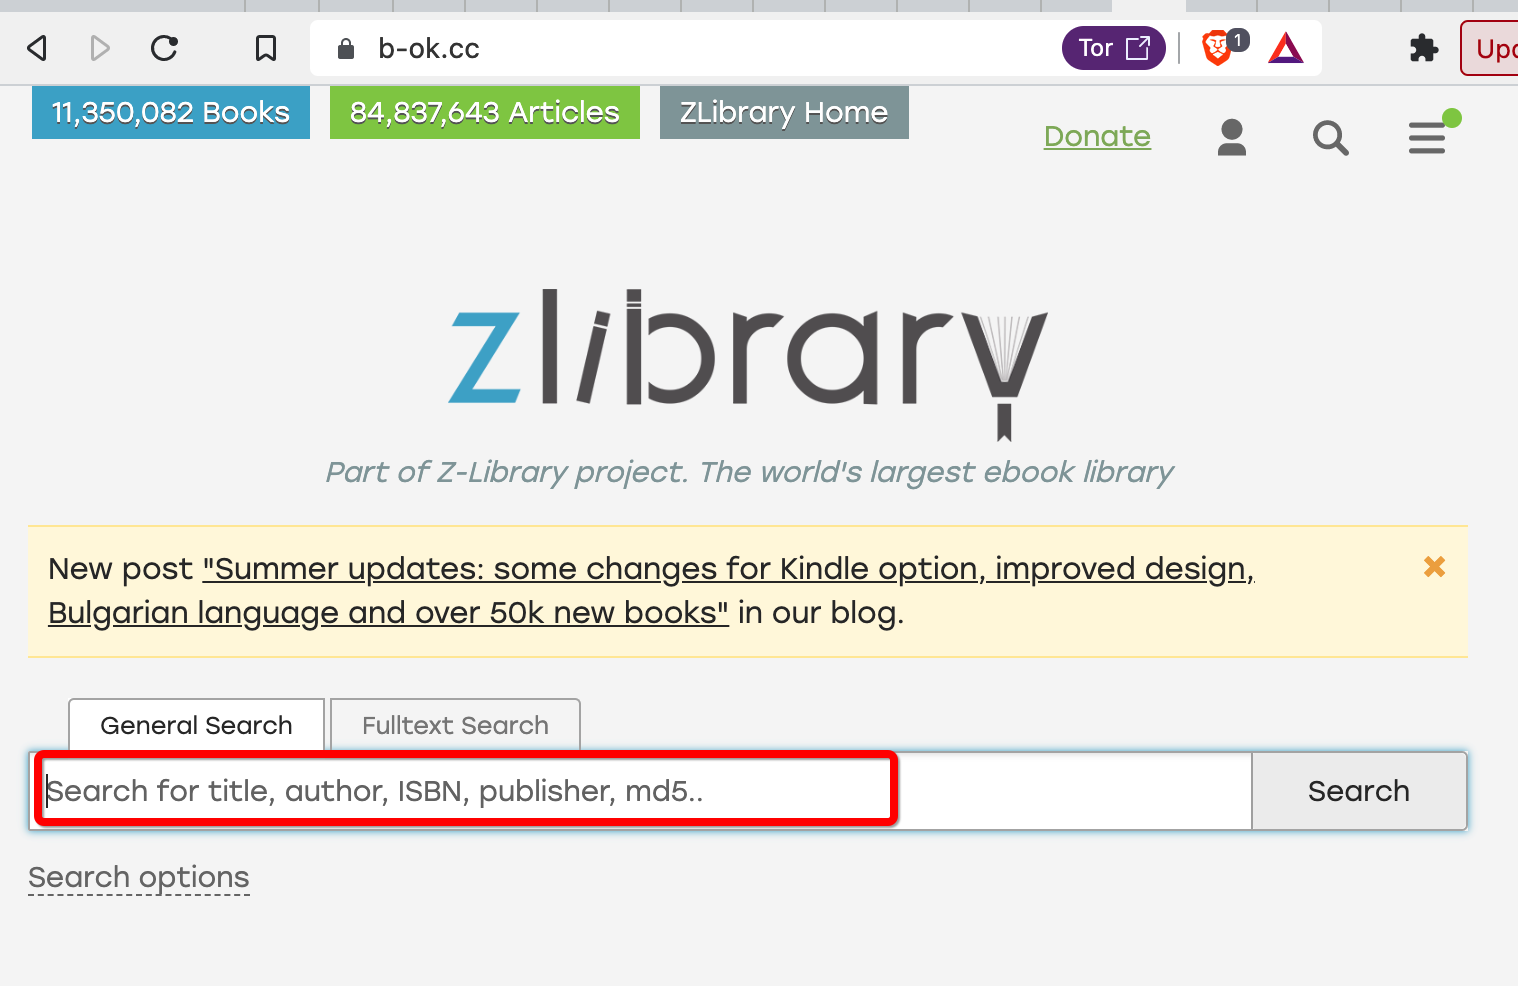 b-ok.cc
Tor
1
11,350,082 Books
84,837,643 Articles
ZLibrary Home
Donate
zlibrary
Part of Z-Library project. The world's largest ebook library
New post "Summer updates: some changes for Kindle option, improved design,
Bulgarian language and over 50k new books" in our blog.
General Search
Fulltext Search
Search for title, author, ISBN, publisher, md5..
Search
Search options